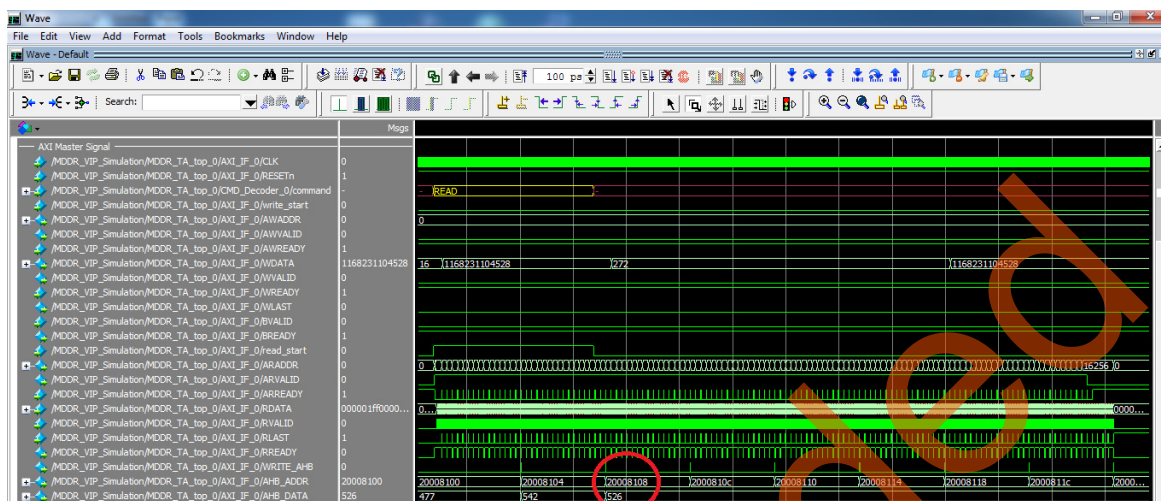 Wave
File Edit View Add Format Tools Bookmarks Window Help
Wave - Default
100 ps
Search:
Msgs
AXI Master Signal
/MDDR_VIP_Simulation/MDDR_TA_top_0/AXI_IF_0/CLK 0
/MDDR_VIP_Simulation/MDDR_TA_top_0/AXI_IF_0/RESETn 1
/MDDR_VIP_Simulation/MDDR_TA_top_0/CMD_Decoder_0/command - - READ -
/MDDR_VIP_Simulation/MDDR_TA_top_0/AXI_IF_0/write_start 0
/MDDR_VIP_Simulation/MDDR_TA_top_0/AXI_IF_0/AWADDR 0 0
/MDDR_VIP_Simulation/MDDR_TA_top_0/AXI_IF_0/AWVALID 0
/MDDR_VIP_Simulation/MDDR_TA_top_0/AXI_IF_0/AWREADY 1
/MDDR_VIP_Simulation/MDDR_TA_top_0/AXI_IF_0/WDATA 1168231104528 16 1168231104528 272 1168231104528
/MDDR_VIP_Simulation/MDDR_TA_top_0/AXI_IF_0/WVALID 0
/MDDR_VIP_Simulation/MDDR_TA_top_0/AXI_IF_0/WREADY 1
/MDDR_VIP_Simulation/MDDR_TA_top_0/AXI_IF_0/WLAST 0
/MDDR_VIP_Simulation/MDDR_TA_top_0/AXI_IF_0/BVALID 0
/MDDR_VIP_Simulation/MDDR_TA_top_0/AXI_IF_0/BREADY 1
/MDDR_VIP_Simulation/MDDR_TA_top_0/AXI_IF_0/read_start 0
/MDDR_VIP_Simulation/MDDR_TA_top_0/AXI_IF_0/ARADDR 0 0 16256 0
/MDDR_VIP_Simulation/MDDR_TA_top_0/AXI_IF_0/ARVALID 0
/MDDR_VIP_Simulation/MDDR_TA_top_0/AXI_IF_0/ARREADY 1
/MDDR_VIP_Simulation/MDDR_TA_top_0/AXI_IF_0/RDATA 000001ff0000... 0... 0000...
/MDDR_VIP_Simulation/MDDR_TA_top_0/AXI_IF_0/RVALID 0
/MDDR_VIP_Simulation/MDDR_TA_top_0/AXI_IF_0/RLAST 1
/MDDR_VIP_Simulation/MDDR_TA_top_0/AXI_IF_0/RREADY 0
/MDDR_VIP_Simulation/MDDR_TA_top_0/AXI_IF_0/WRITE_AHB 0
/MDDR_VIP_Simulation/MDDR_TA_top_0/AXI_IF_0/AHB_ADDR 20008100 20008100 20008104 20008108 2000810c 20008110 20008114 20008118 2000811c 2000...
/MDDR_VIP_Simulation/MDDR_TA_top_0/AXI_IF_0/AHB_DATA 526 477 542 526
ded